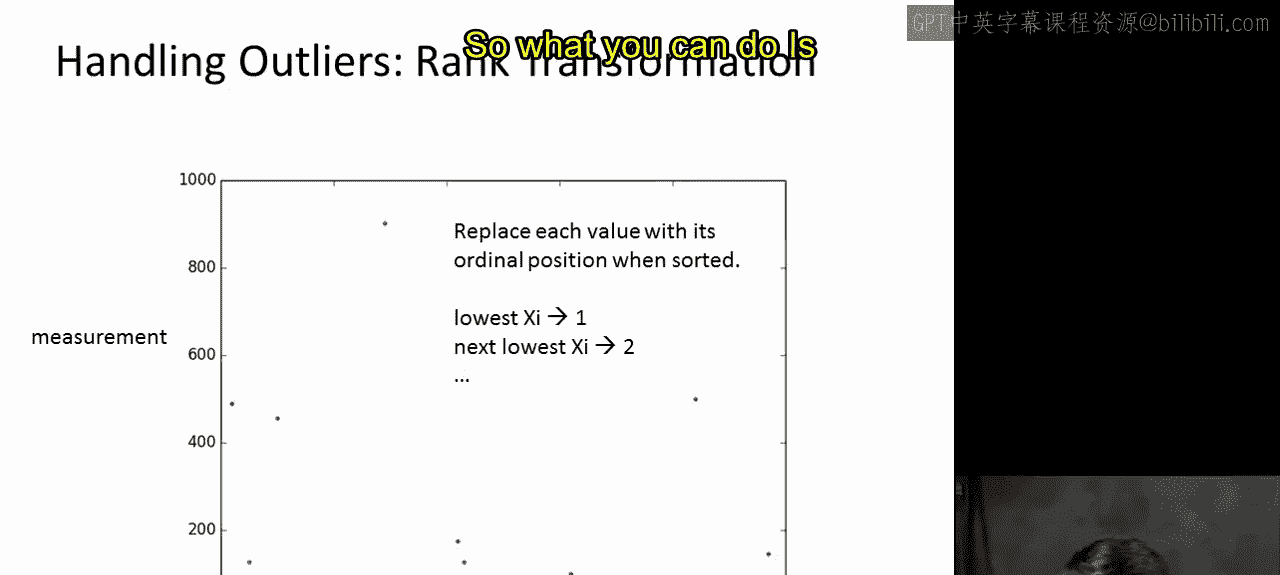 So what you can do Is
GPT中英字幕课程资源@bilibili.com
Handling Outliers: Rank Transformation
1000
Replace each value with its
ordinal position when sorted.
800
lowest Xi → 1
measurement
600
next lowest Xi → 2
...
400
200